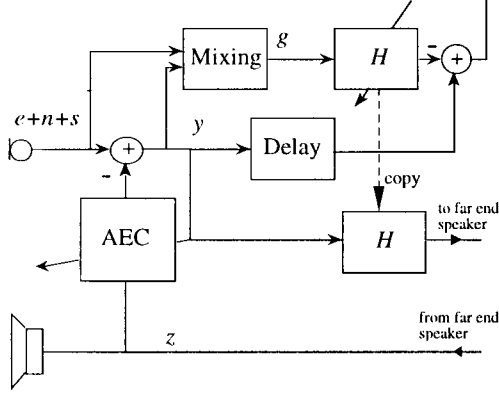 g
Mixing
H
-
+
e+n+s
y
+
Delay
-
copy
AEC
H
to far end
speaker
from far end
speaker
z